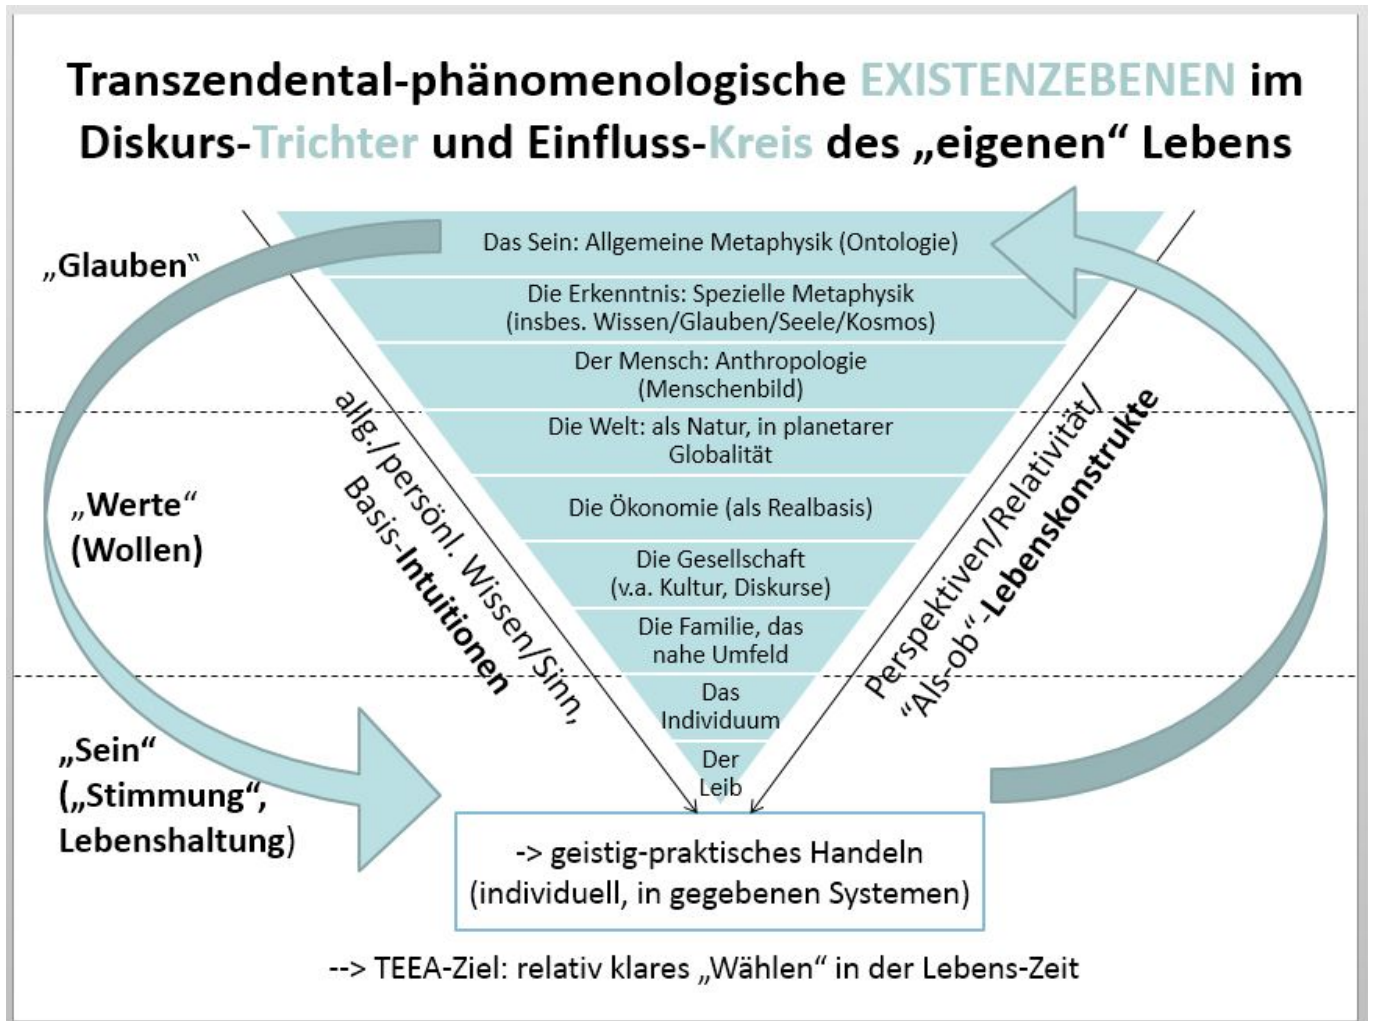 Transzendental-phänomenologische EXISTENZEBENEN im
Diskurs-Trichter und Einfluss-Kreis des „eigenen“ Lebens
„Glauben“
„Werte“
(Wollen)
„Sein“
(„Stimmung“,
Lebenshaltung)
allg./persönl. Wissen/Sinn,
Basis-Intuitionen
Das Sein: Allgemeine Metaphysik (Ontologie)
Die Erkenntnis: Spezielle Metaphysik
(insbes. Wissen/Glauben/Seele/Kosmos)
Der Mensch: Anthropologie
(Menschenbild)
Die Welt: als Natur, in planetarer
Globalität
Die Ökonomie (als Realbasis)
Die Gesellschaft
(v.a. Kultur, Diskurse)
Die Familie, das
nahe Umfeld
Das
Individuum
Der
Leib
Perspektiven/Relativität/
“Als-ob“-Lebenskonstrukte
-> geistig-praktisches Handeln
(individuell, in gegebenen Systemen)
--> TEEA-Ziel: relativ klares „Wählen“ in der Lebens-Zeit